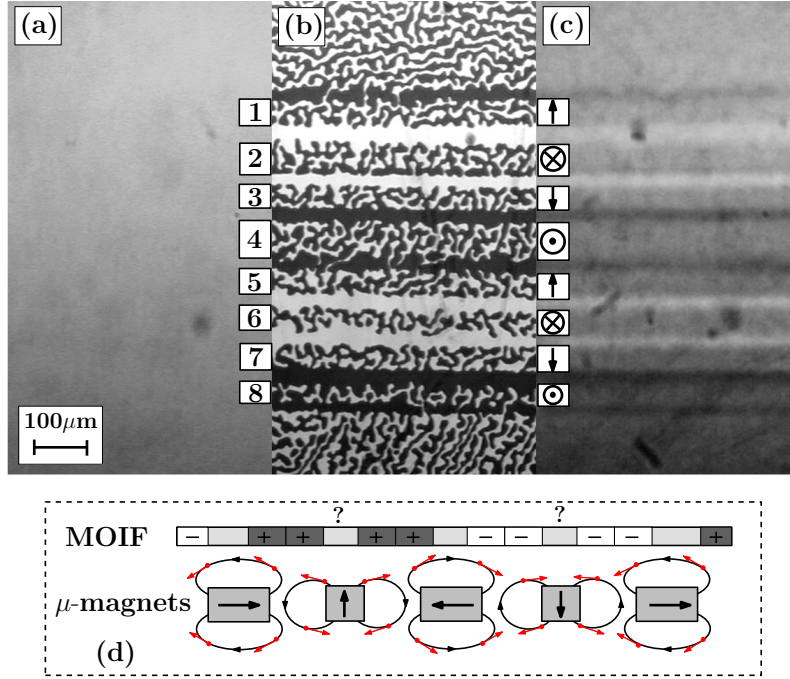 (a)
(b)
(c)
1
2
3
4
5
6
7
8
100μm
? ?
MOIF − + + + + − − − − +
μ-magnets
(d)